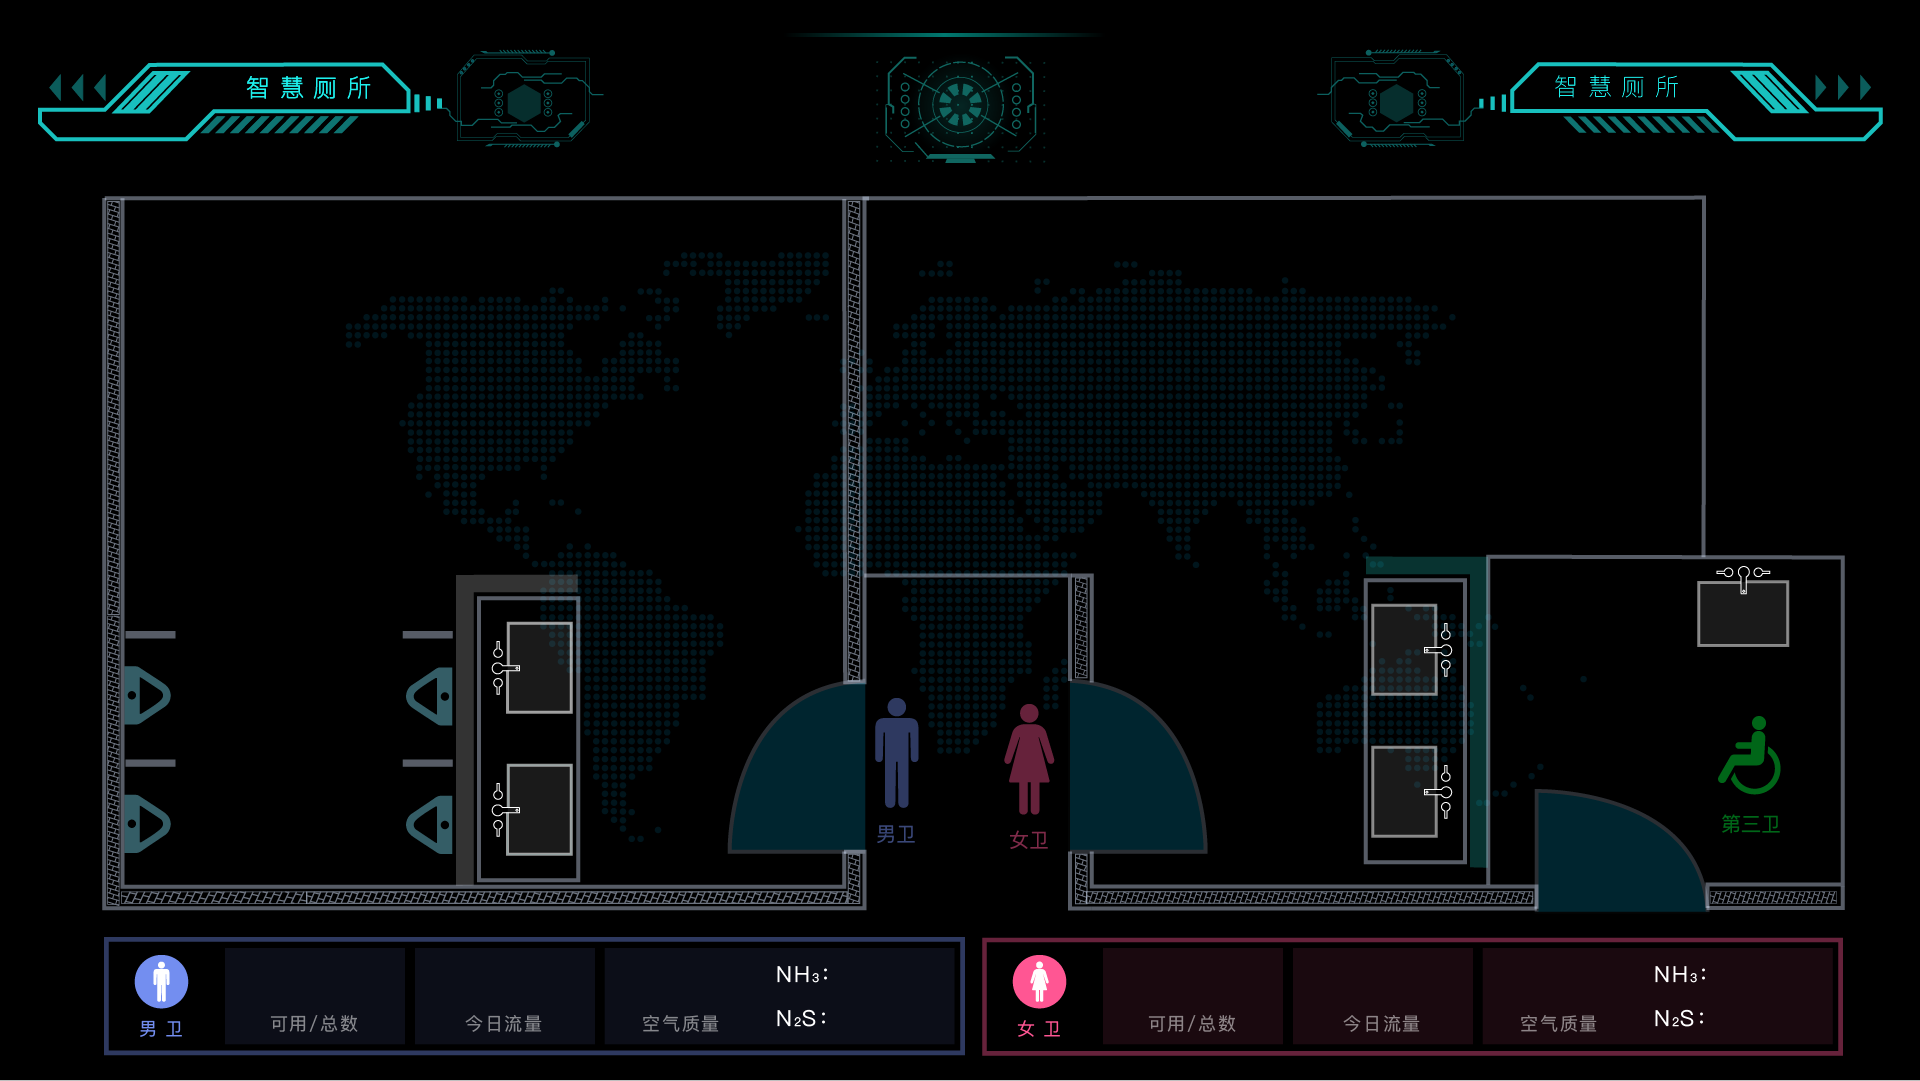 智慧厕所
智慧厕所
男卫
女卫
第三卫
男卫
可用/总数
今日流量
空气质量
NH₃:
N₂S:
女卫
可用/总数
今日流量
空气质量
NH₃:
N₂S: